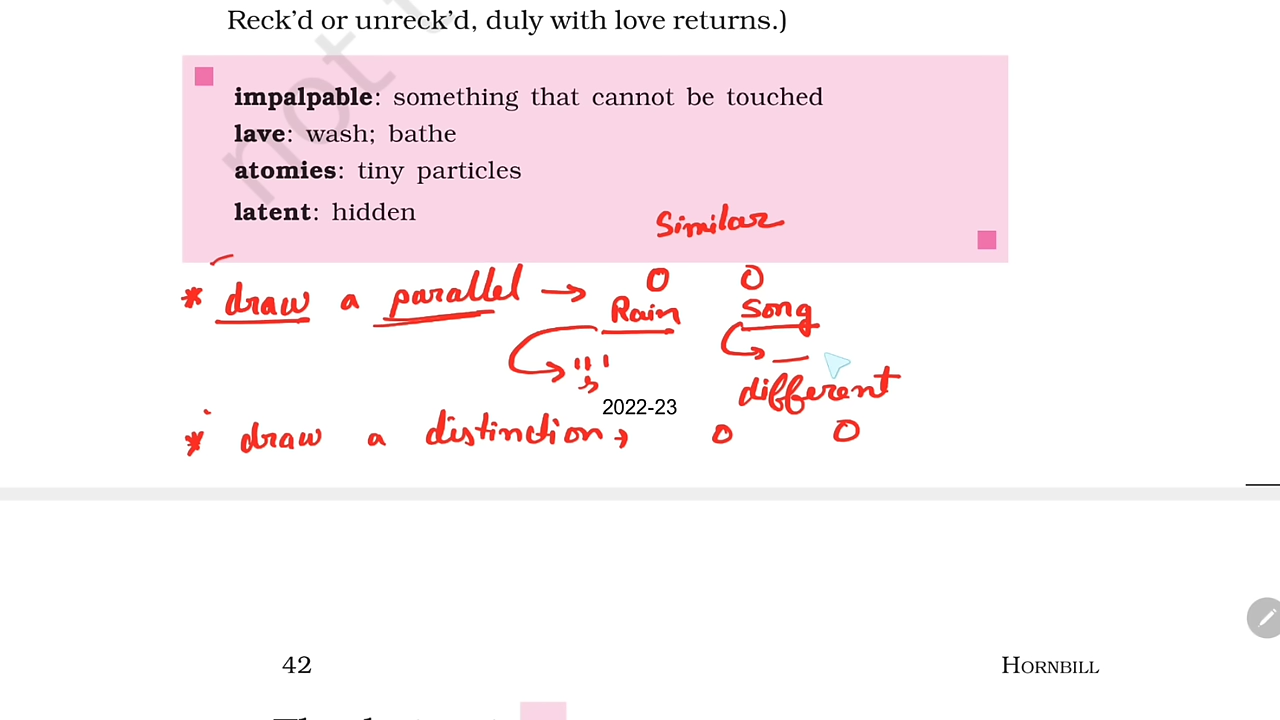 Reck'd or unreck'd, duly with love returns.)
impalpable: something that cannot be touched
lave: wash; bathe
atomies: tiny particles
latent: hidden
Similar
* draw a parallel → Rain Song
different
2022-23
* draw a distinction,
42
HORNBILL